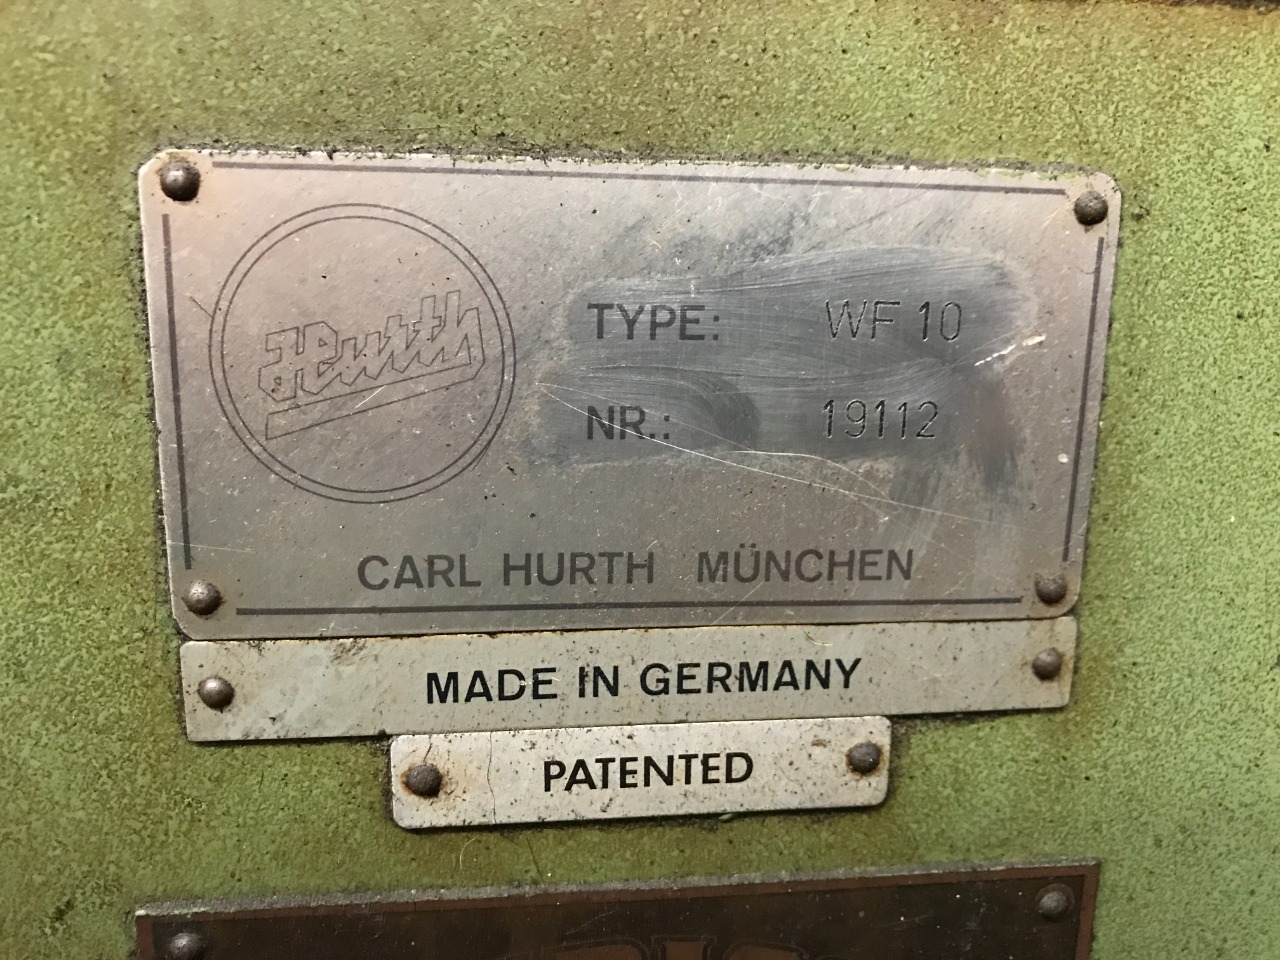 Hurth
TYPE: WF 10
NR.: 19112
CARL HURTH MÜNCHEN
MADE IN GERMANY
PATENTED